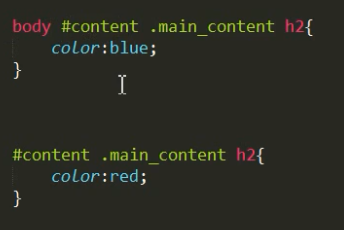 body #content .main_content h2{
    color:blue;
}
#content .main_content h2{
    color:red;
}